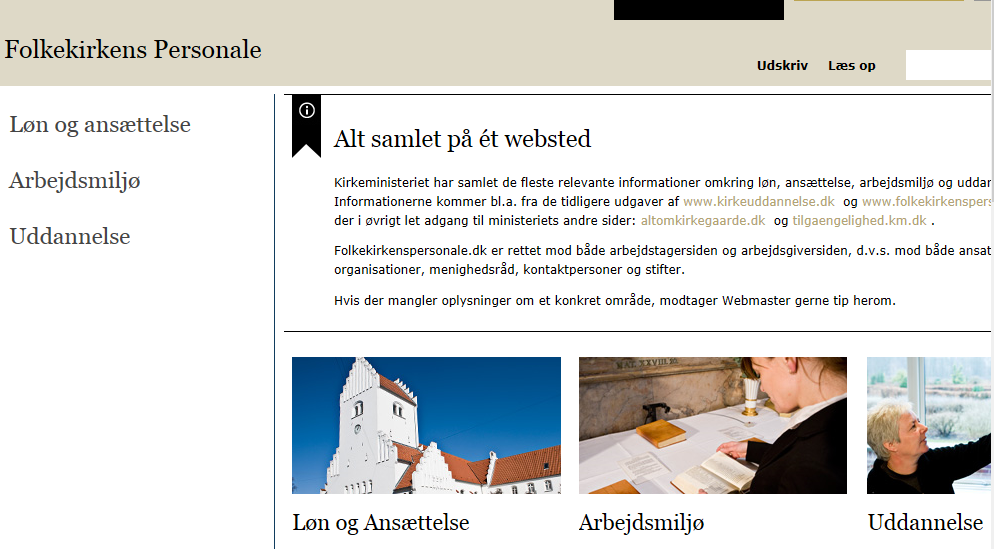 Folkekirkens Personale
Udskriv Læs op
Løn og ansættelse
Arbejdsmiljø
Uddannelse
Alt samlet på ét websted
Kirkeministeriet har samlet de fleste relevante informationer omkring løn, ansættelse, arbejdsmiljø og uddan
Informationerne kommer bl.a. fra de tidligere udgaver af www.kirkeuddannelse.dk og www.folkekirkenspers
der i øvrigt let adgang til ministeriets andre sider: altomkirkegaarde.dk og tilgaengelighed.km.dk .
Folkekirkenspersonale.dk er rettet mod både arbejdstagersiden og arbejdsgiversiden, d.v.s. mod både ansat
organisationer, menighedsråd, kontaktpersoner og stifter.
Hvis der mangler oplysninger om et konkret område, modtager Webmaster gerne tip herom.
Løn og Ansættelse
Arbejdsmiljø
Uddannelse